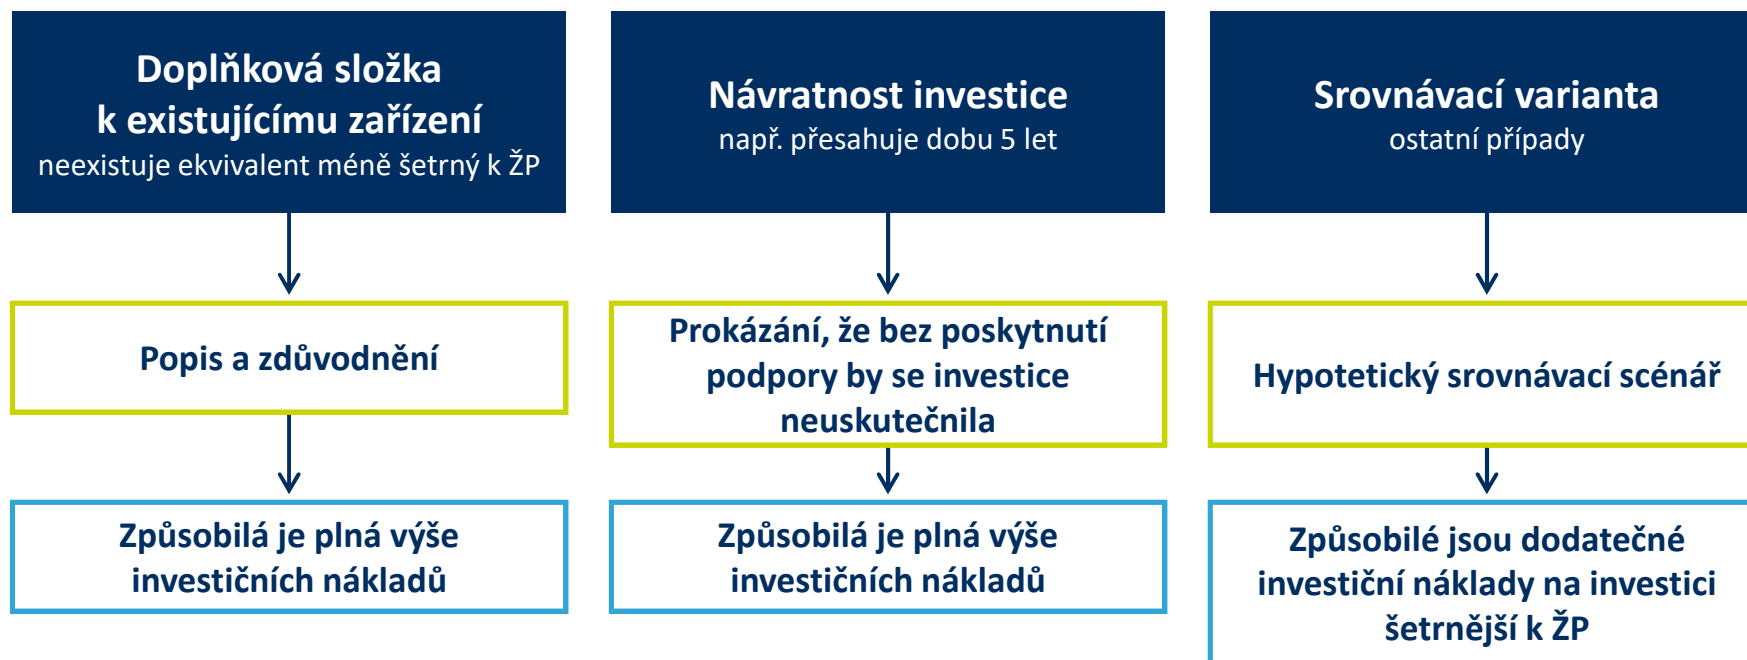 Doplňková složka
k existujícímu zařízení
neexistuje ekvivalent méně šetrný k ŽP
Popis a zdůvodnění
Způsobilá je plná výše
investičních nákladů
Návratnost investice
např. přesahuje dobu 5 let
Prokázání, že bez poskytnutí
podpory by se investice
neuskutečnila
Způsobilá je plná výše
investičních nákladů
Srovnávací varianta
ostatní případy
Hypotetický srovnávací scénář
Způsobilé jsou dodatečné
investiční náklady na investici
šetrnější k ŽP